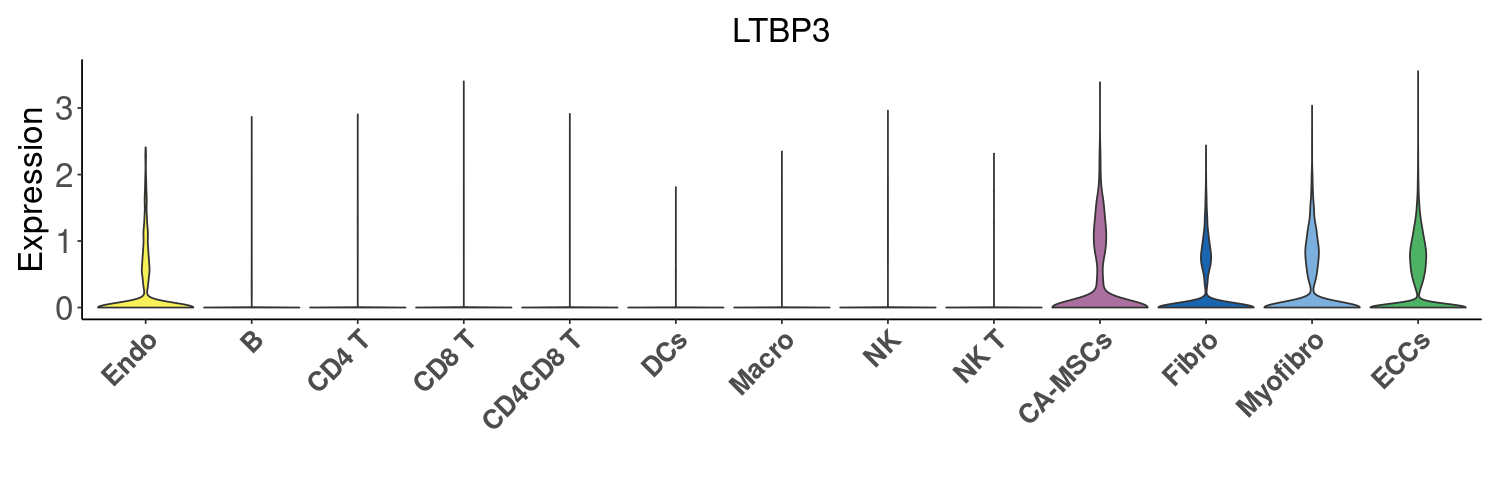 LTBP3
Expression
3
2
1
0
Endo
B
CD4 T
CD8 T
CD4CD8 T
DCs
Macro
NK
NK T
CA-MSCs
Fibro
Myofibro
ECCs